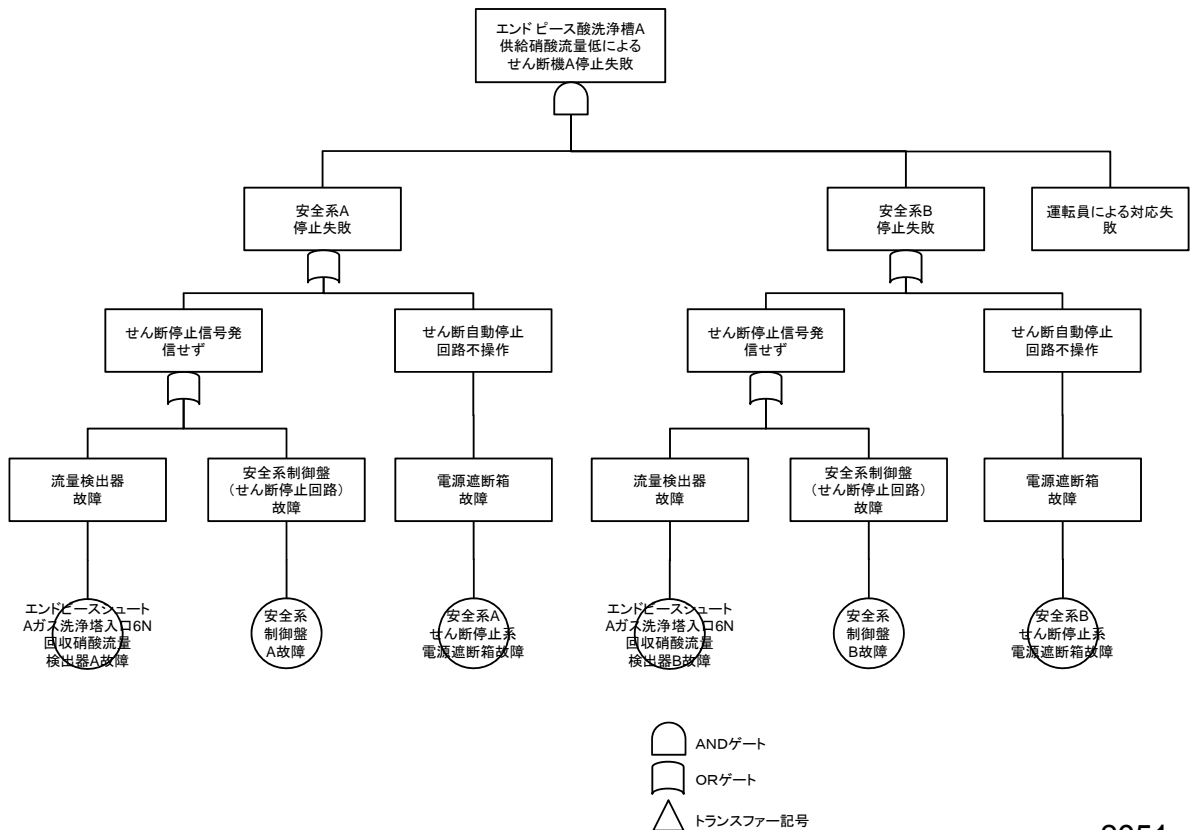 エンドピース酸洗浄槽A
供給硝酸流量低による
せん断機A停止失敗
安全系A
停止失敗
安全系B
停止失敗
運転員による対応失
敗
せん断停止信号発
信せず
せん断自動停止
回路不操作
せん断停止信号発
信せず
せん断自動停止
回路不操作
流量検出器
故障
安全系制御盤
（せん断停止回路）
故障
電源遮断箱
故障
流量検出器
故障
安全系制御盤
（せん断停止回路）
故障
電源遮断箱
故障
エンドピースシュート
Aガス洗浄塔入口6N
回収硝酸流量
検出器A故障
安全系
制御盤
A故障
安全系A
せん断停止系
電源遮断箱故障
エンドピースシュート
Aガス洗浄塔入口6N
回収硝酸流量
検出器B故障
安全系
制御盤
B故障
安全系B
せん断停止系
電源遮断箱故障
ANDゲート
ORゲート
トランスファー記号